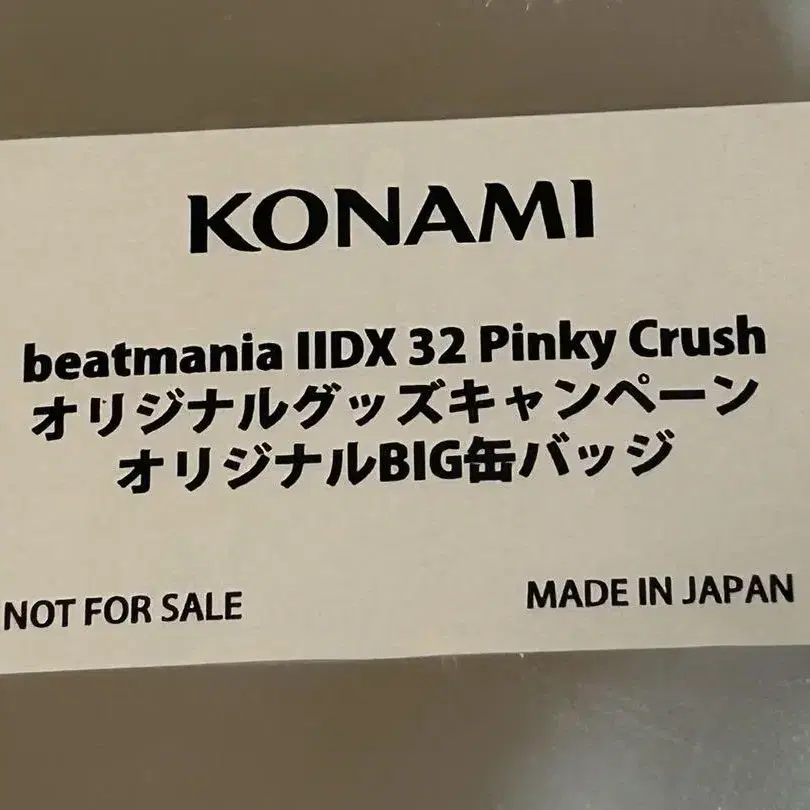 KONAMI
beatmania IIDX 32 Pinky Crush
オリジナルグッズキャンペーン
オリジナルBIG缶バッジ
NOT FOR SALE
MADE IN JAPAN